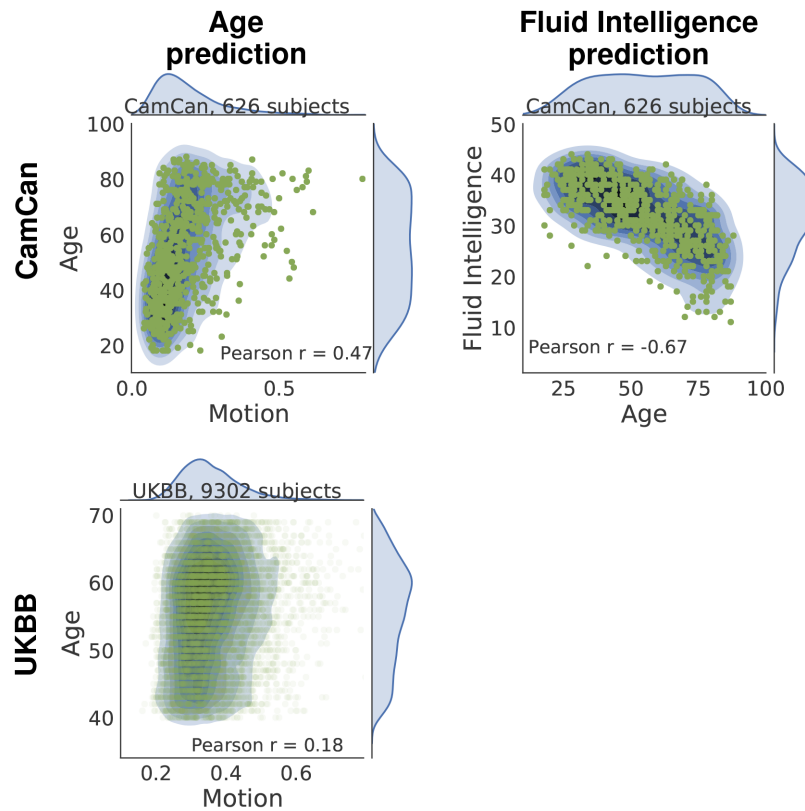 Age
prediction
Fluid Intelligence
prediction
CamCan
CamCan, 626 subjects
100
80
60
40
20
Age
Pearson r = 0.47
0.0
0.5
Motion
CamCan, 626 subjects
50
40
30
20
10
Fluid Intelligence
Pearson r = -0.67
25
50
75
100
Age
UKBB
UKBB, 9302 subjects
70
60
50
40
Age
Pearson r = 0.18
0.2
0.4
0.6
Motion